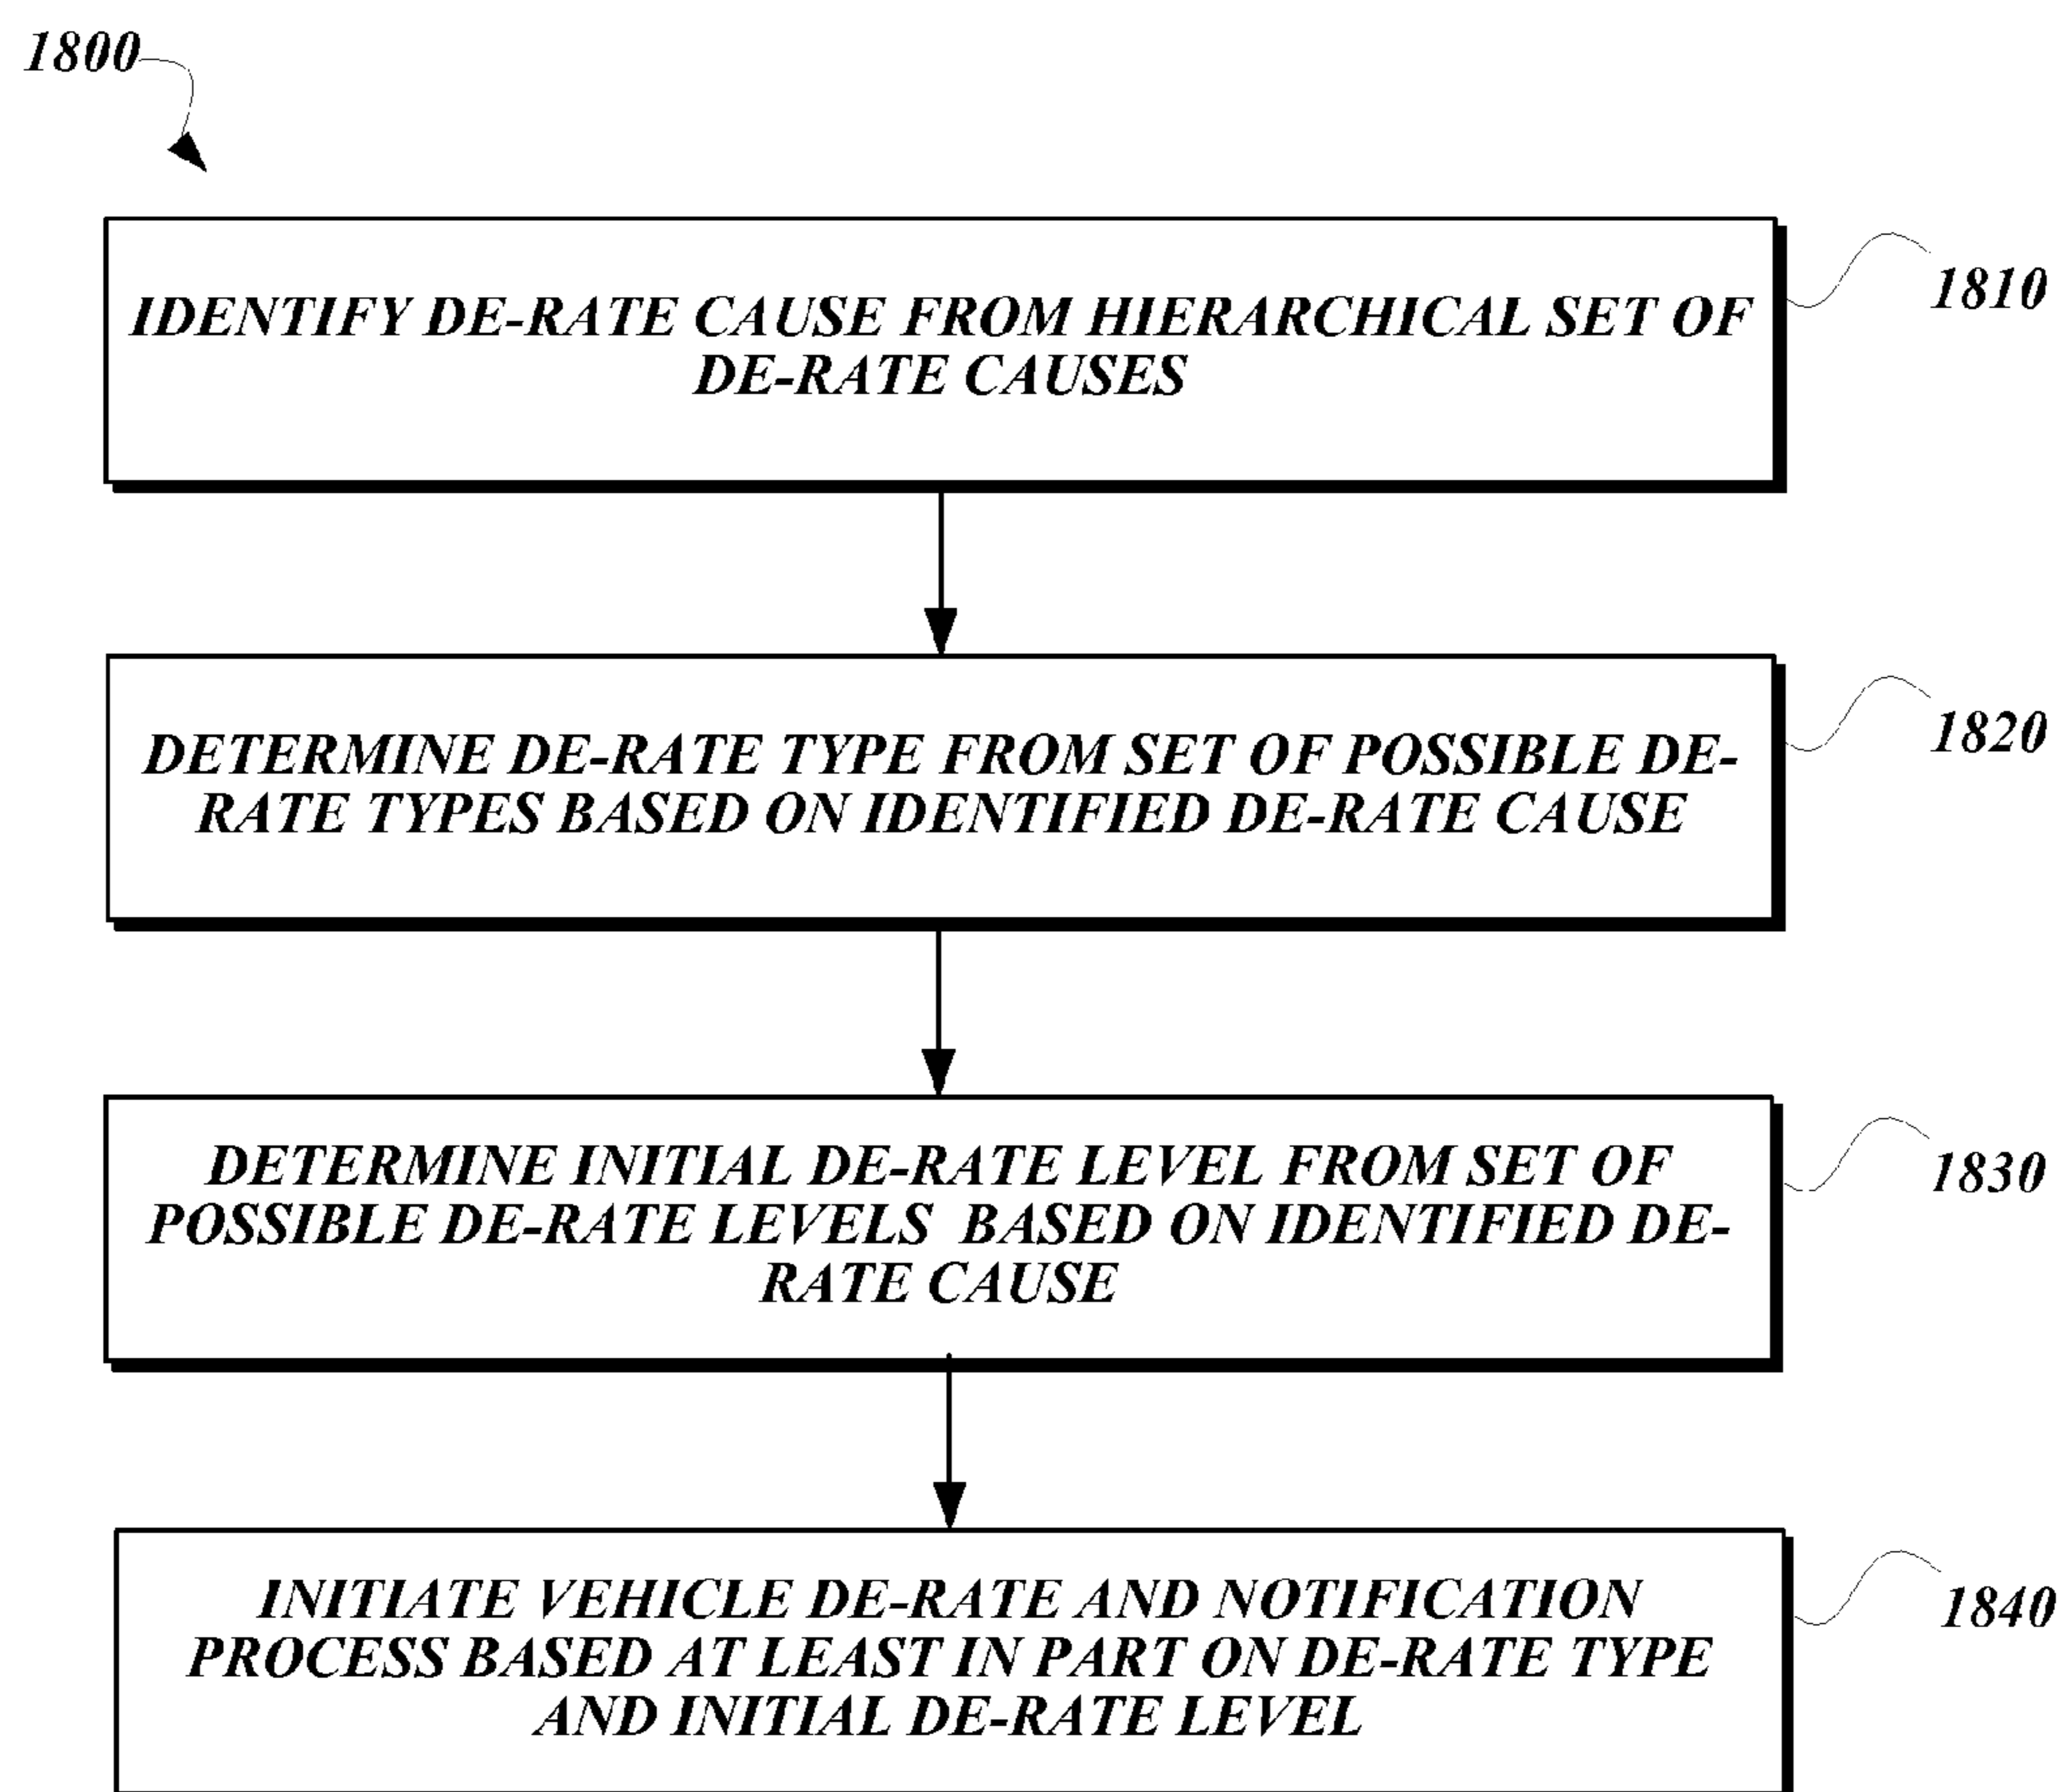 1800
IDENTIFY DE-RATE CAUSE FROM HIERARCHICAL SET OF
DE-RATE CAUSES
1810
DETERMINE DE-RATE TYPE FROM SET OF POSSIBLE DE-
RATE TYPES BASED ON IDENTIFIED DE-RATE CAUSE
1820
DETERMINE INITIAL DE-RATE LEVEL FROM SET OF
POSSIBLE DE-RATE LEVELS BASED ON IDENTIFIED DE-
RATE CAUSE
1830
INITIATE VEHICLE DE-RATE AND NOTIFICATION
PROCESS BASED AT LEAST IN PART ON DE-RATE TYPE
AND INITIAL DE-RATE LEVEL
1840